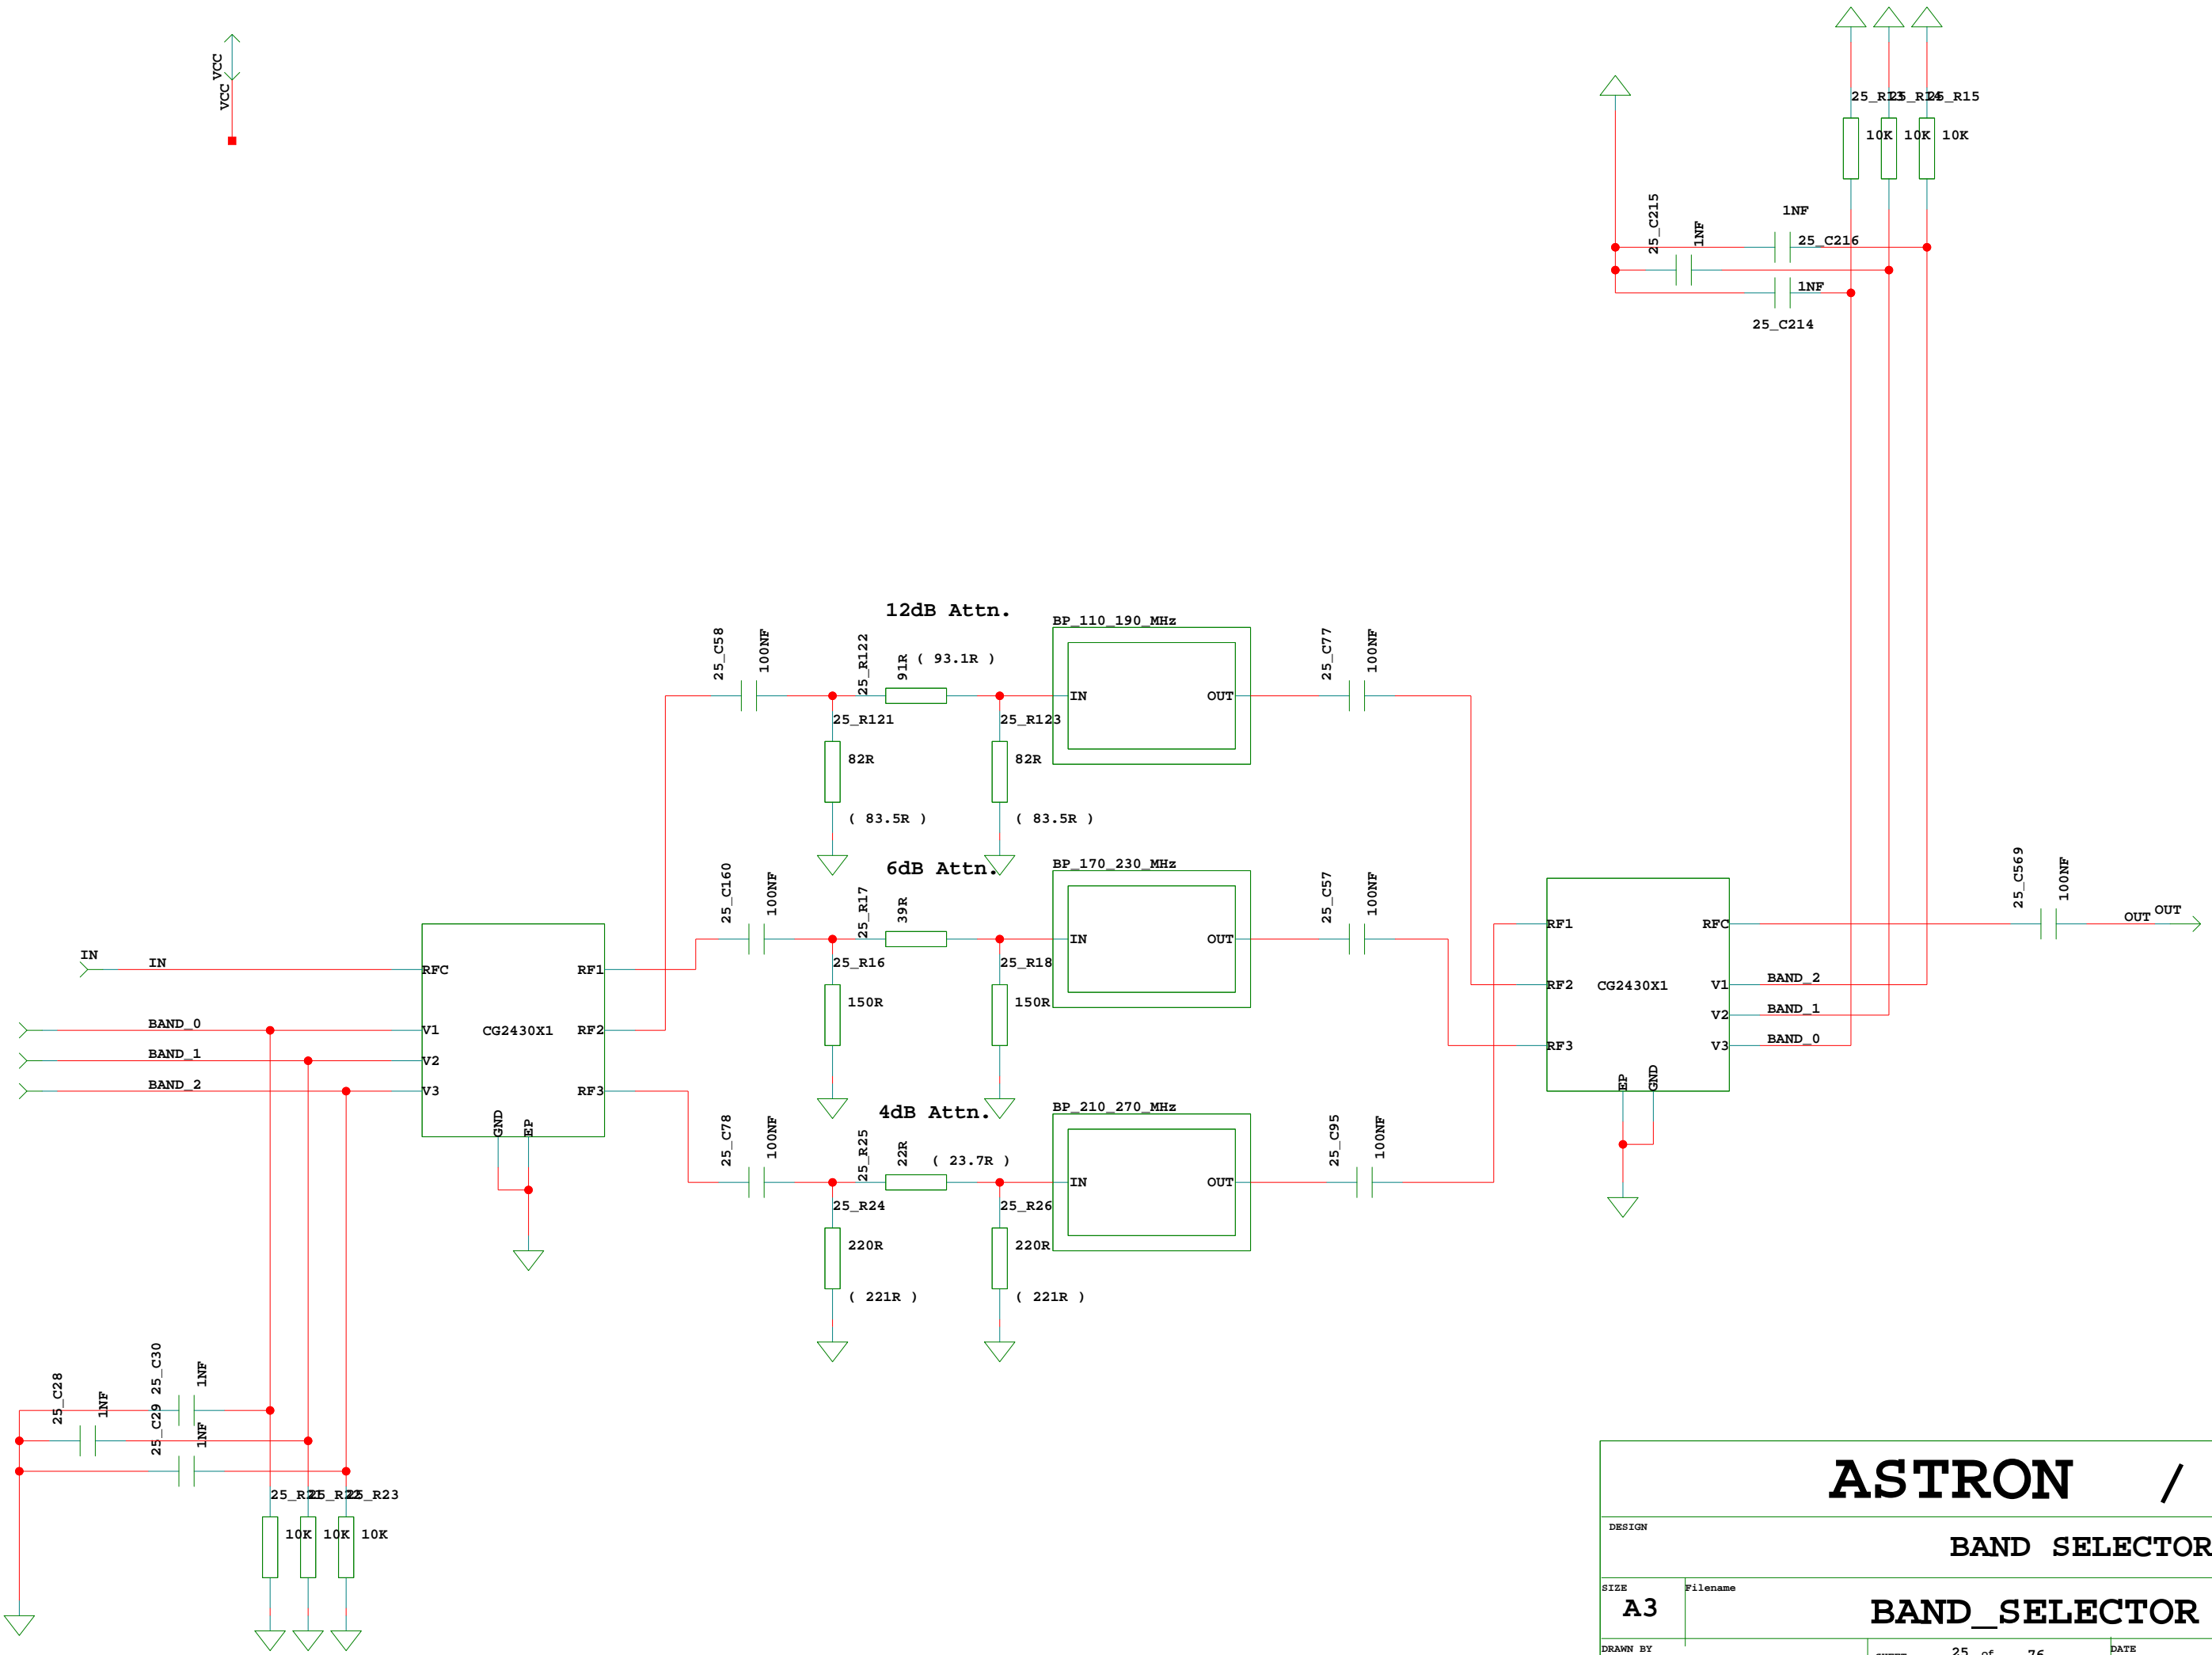 VCC
VCC
25_R13
25_R14
25_R15
10K
10K
10K
25_C215
1NF
1NF
25_C216
1NF
25_C214
12dB Attn.
25_C58
100NF
25_R122
91R
( 93.1R )
BP_110_190_MHz
25_C77
100NF
IN
OUT
25_R121
25_R123
82R
82R
( 83.5R )
( 83.5R )
6dB Attn.
25_C160
100NF
25_R17
39R
BP_170_230_MHz
25_C57
100NF
IN
OUT
25_R16
25_R18
150R
150R
4dB Attn.
25_C78
100NF
25_R25
22R
( 23.7R )
BP_210_270_MHz
25_C95
100NF
IN
OUT
25_R24
25_R26
220R
220R
( 221R )
( 221R )
IN
IN
BAND_0
BAND_1
BAND_2
RFC
V1
V2
V3
CG2430X1
RF1
RF2
RF3
GND
EP
RF1
RF2
RF3
CG2430X1
RFC
V1
V2
V3
EP
GND
BAND_2
BAND_1
BAND_0
25_C569
100NF
OUT
OUT
25_C30
1NF
25_C28
1NF
25_C29
1NF
25_R21
25_R22
25_R23
10K
10K
10K
ASTRON /
DESIGN
BAND SELECTOR
SIZE
A3
Filename
BAND_SELECTOR
DRAWN BY
25 of 76
DATE